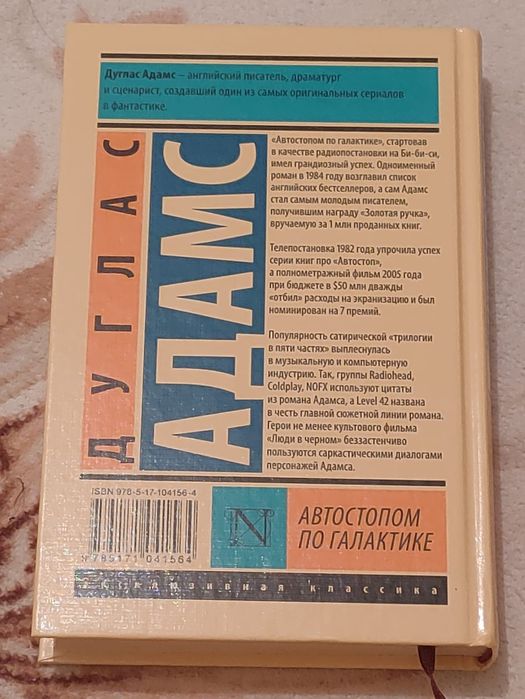 Дуглас Адамс – английский писатель, драматург
и сценарист, создавший один из самых оригинальных сериалов
в фантастике.
ДУГЛАС
АДАМС
«Автостопом по галактике», стартовав
в качестве радиопостановки на Би-би-си,
имел грандиозный успех. Одноименный
роман в 1984 году возглавил список
английских бестселлеров, а сам Адамс
стал самым молодым писателем,
получившим награду «Золотая ручка»,
вручаемую за 1 млн проданных книг.
Телепостановка 1982 года упрочила успех
серии книг про «Автостоп»,
а полнометражный фильм 2005 года
при бюджете в $50 млн дважды
«отбил» расходы на экранизацию и был
номинирован на 7 премий.
Популярность сатирической «трилогии
в пяти частях» выплеснулась
в музыкальную и компьютерную
индустрию. Так, группы Radiohead,
Coldplay, NOFX используют цитаты
из романа Адамса, а Level 42 названа
в честь главной сюжетной линии романа.
Герои не менее культового фильма
«Люди в черном» беззастенчиво
пользуются саркастическими диалогами
персонажей Адамса.
ISBN 978-5-17-104156-4
9 785171 041564
N
АВТОСТОПОМ
ПО ГАЛАКТИКЕ
эксклюзивная классика